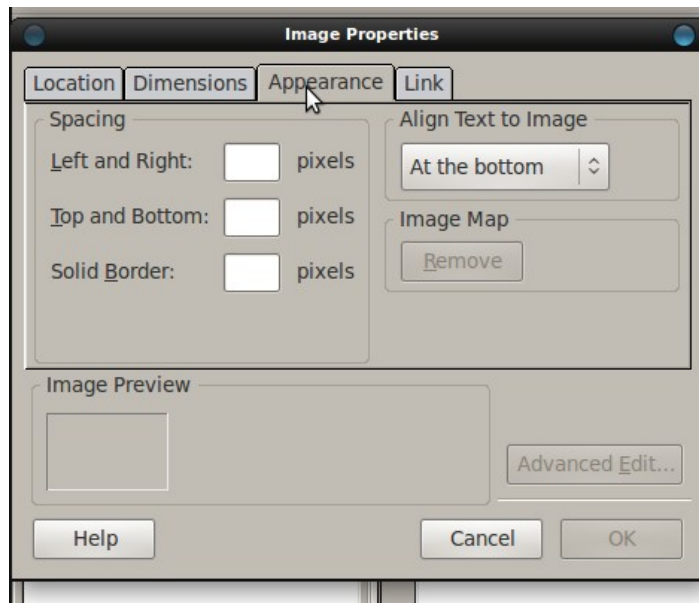 Image Properties
Location Dimensions Appearance Link
Spacing
Left and Right: pixels
Top and Bottom: pixels
Solid Border: pixels
Align Text to Image
At the bottom
Image Map
Remove
Image Preview
Advanced Edit...
Help Cancel OK